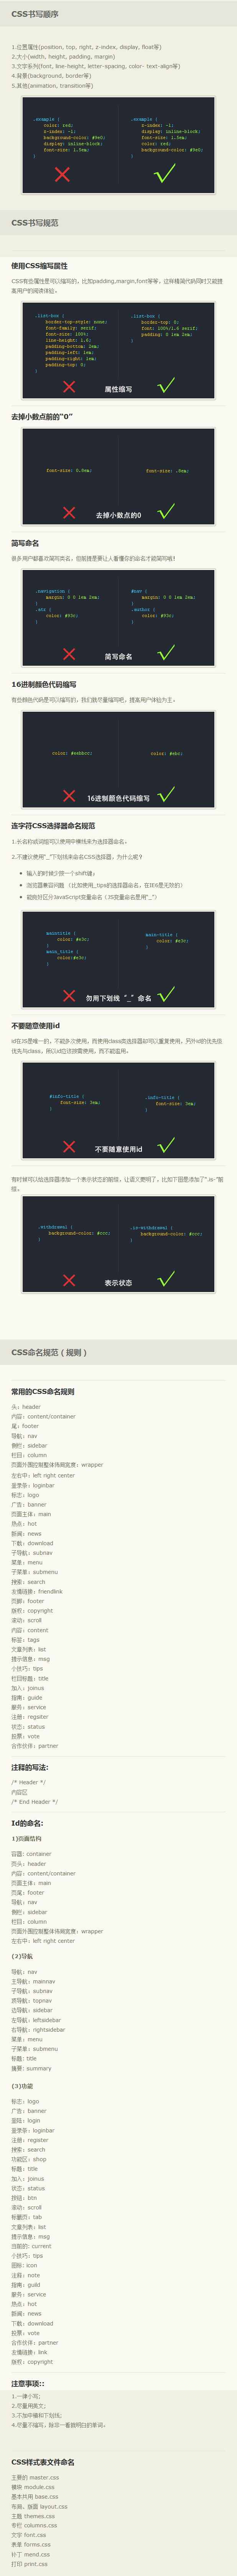 CSS书写顺序
1.位置属性(position, top, right, z-index, display, float等)
2.大小(width, height, padding, margin)
3.文字系列(font, line-height, letter-spacing, color- text-align等)
4.背景(background, border等)
5.其他(animation, transition等)
.example {
color: red;
z-index: -1;
background-color: #9e0;
display: inline-block;
font-size: 1.5em;
}
.example {
z-index: -1;
display: inline-block;
font-size: 1.5em;
color: red;
background-color: #9e0;
}
CSS书写规范
使用CSS缩写属性
CSS有些属性是可以缩写的，比如padding,margin,font等等，这样精简代码同时又能提
高用户的阅读体验。
.list-box {
border-top-style: none;
font-family: serif;
font-size: 100%;
line-height: 1.6;
padding-bottom: 2em;
padding-left: 1em;
padding-right: 1em;
padding-top: 0;
}
.list-box {
border-top: 0;
font: 100%/1.6 serif;
padding: 0 1em 2em;
}
属性缩写
去掉小数点前的“0”
font-size: 0.8em;
font-size: .8em;
去掉小数点的0
简写命名
很多用户都喜欢简写类名，但前提是要让人看懂你的命名才能简写哦！
.navigation {
margin: 0 0 1em 2em;
}
.atr {
color: #93c;
}
#nav {
margin: 0 0 1em 2em;
}
.author {
color: #93c;
}
简写命名
16进制颜色代码缩写
有些颜色代码是可以缩写的，我们就尽量缩写吧，提高用户体验为主。
color: #eebbcc;
color: #ebc;
16进制颜色代码缩写
连字符CSS选择器命名规范
1.长名称或词组可以使用中横线来为选择器命名。
2.不建议使用“_”下划线来命名CSS选择器，为什么呢？
输入的时候少按一个shift键；
浏览器兼容问题 （比如使用_tips的选择器命名，在IE6是无效的）
能良好区分JavaScript变量命名（JS变量命名是用“_”）
maintitle {
color: #e3c;
}
main_title {
color:#e3c;
}
main-title {
color: #e3c;
}
勿用下划线“_”命名
不要随意使用id
id在JS是唯一的，不能多次使用，而使用class类选择器却可以重复使用，另外id的优先级
优先与class，所以id应该按需使用，而不能滥用。
#info-title {
font-size: 3em;
}
.info-title {
font-size: 3em;
}
不要随意使用id
有时候可以给选择器添加一个表示状态的前缀，让语义更明了，比如下图是添加了“.is-”前
缀。
.withdrawal {
background-color: #ccc;
}
.is-withdrawal {
background-color: #ccc;
}
表示状态
CSS命名规范（规则）
常用的CSS命名规则
头：header
内容：content/container
尾：footer
导航：nav
侧栏：sidebar
栏目：column
页面外围控制整体佈局宽度：wrapper
左右中：left right center
登录条：loginbar
标志：logo
广告：banner
页面主体：main
热点：hot
新闻：news
下载：download
子导航：subnav
菜单：menu
子菜单：submenu
搜索：search
友情链接：friendlink
页脚：footer
版权：copyright
滚动：scroll
内容：content
标签：tags
文章列表：list
提示信息：msg
小技巧：tips
栏目标题：title
加入：joinus
指南：guide
服务：service
注册：regsiter
状态：status
投票：vote
合作伙伴：partner
注释的写法:
/* Header */
内容区
/* End Header */
Id的命名:
1)页面结构
容器: container
页头：header
内容：content/container
页面主体：main
页尾：footer
导航：nav
侧栏：sidebar
栏目：column
页面外围控制整体佈局宽度：wrapper
左右中：left right center
(2)导航
导航：nav
主导航：mainnav
子导航：subnav
顶导航：topnav
边导航：sidebar
左导航：leftsidebar
右导航：rightsidebar
菜单：menu
子菜单：submenu
标题: title
摘要: summary
(3)功能
标志：logo
广告：banner
登陆：login
登录条：loginbar
注册：register
搜索：search
功能区：shop
标题：title
加入：joinus
状态：status
按钮：btn
滚动：scroll
标籤页：tab
文章列表：list
提示信息：msg
当前的: current
小技巧：tips
图标: icon
注释：note
指南：guild
服务：service
热点：hot
新闻：news
下载：download
投票：vote
合作伙伴：partner
友情链接：link
版权：copyright
注意事项::
1.一律小写;
2.尽量用英文;
3.不加中槓和下划线;
4.尽量不缩写，除非一看就明白的单词。
CSS样式表文件命名
主要的 master.css
模块 module.css
基本共用 base.css
布局、版面 layout.css
主题 themes.css
专栏 columns.css
文字 font.css
表单 forms.css
补丁 mend.css
打印 print.css